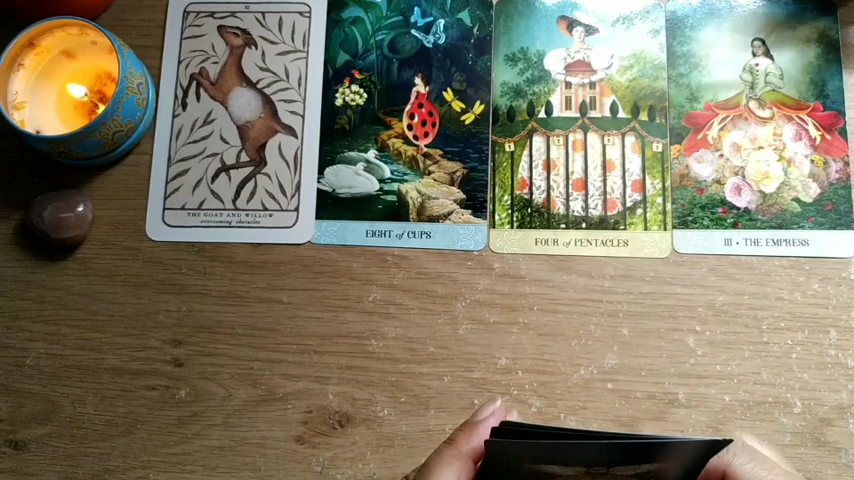 XI
THE GOAT AND WILLOW
overcoming obstacles
EIGHT of CUPS
FOUR of PENTACLES
III • THE EMPRESS